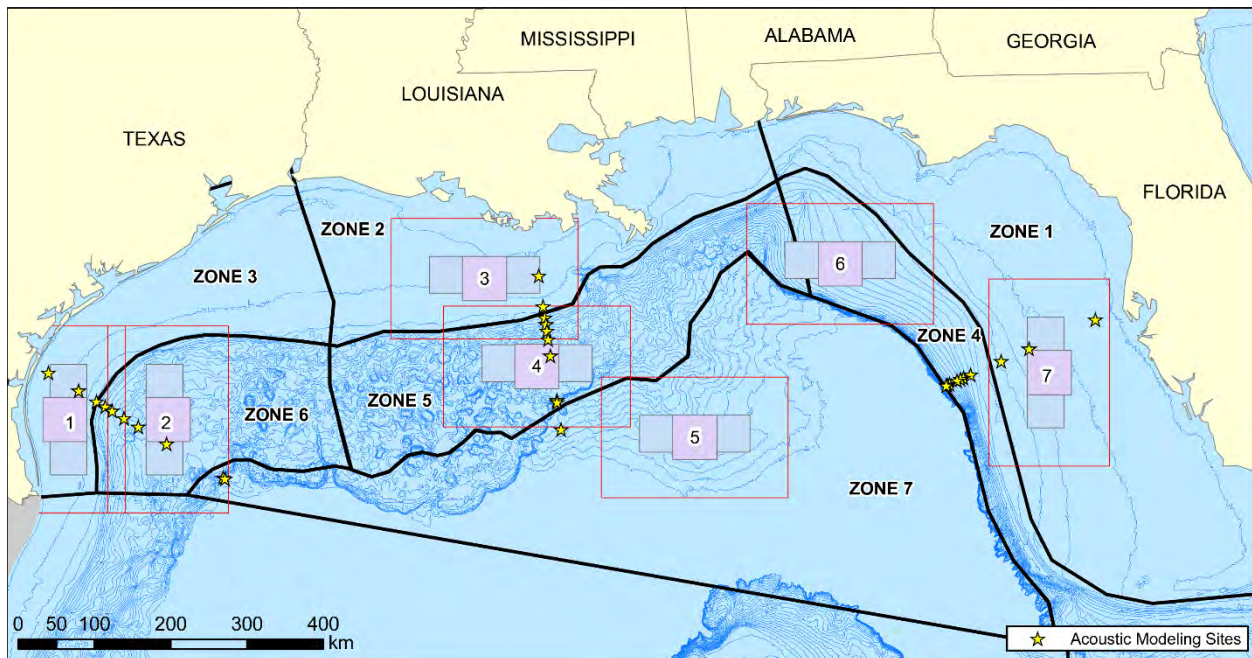 MISSISSIPPI
ALABAMA
GEORGIA
LOUISIANA
TEXAS
FLORIDA
ZONE 2
ZONE 1
ZONE 3
3
6
ZONE 4
4
7
1
2
ZONE 6
ZONE 5
5
ZONE 7
0 50 100 200 300 400
km
Acoustic Modeling Sites